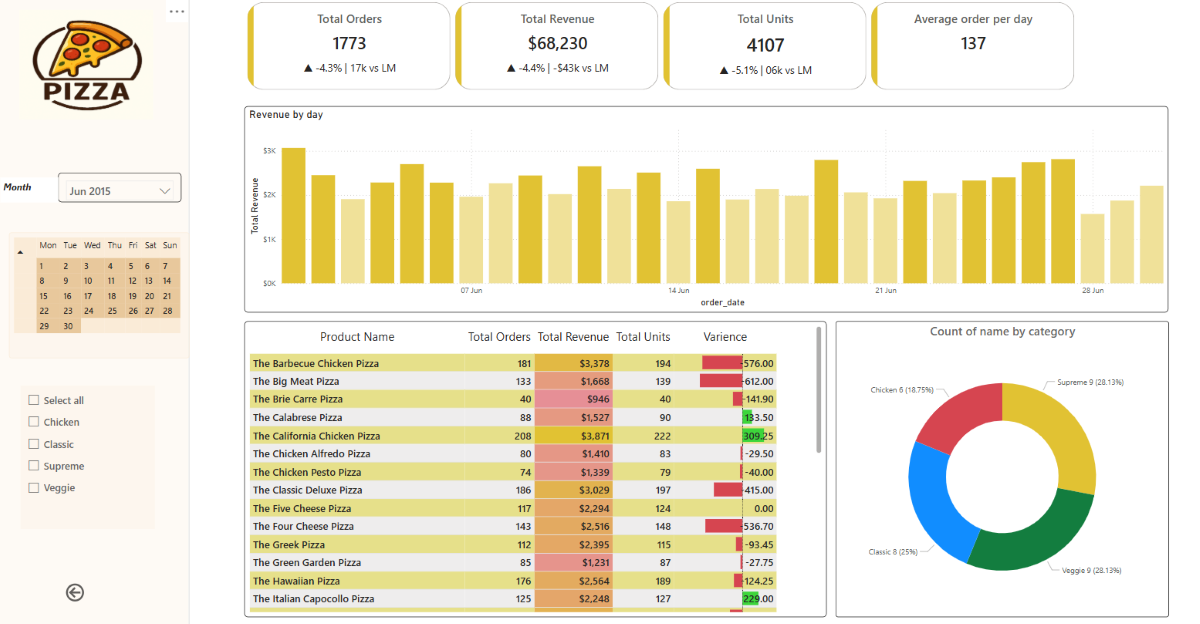 PIZZA
Month
Jun 2015
Mon Tue Wed Thu Fri Sat Sun
1 2 3 4 5 6 7
8 9 10 11 12 13 14
15 16 17 18 19 20 21
22 23 24 25 26 27 28
29 30
Select all
Chicken
Classic
Supreme
Veggie
Total Orders
1773
▲ -4.3% | 17k vs LM
Total Revenue
$68,230
▲ -4.4% | -$43k vs LM
Total Units
4107
▲ -5.1% | 06k vs LM
Average order per day
137
Revenue by day
Total Revenue
$3K
$2K
$1K
$0K
07 Jun 14 Jun 21 Jun 28 Jun
order_date
Product Name Total Orders Total Revenue Total Units Varience
The Barbecue Chicken Pizza 181 $3,378 194 -576.00
The Big Meat Pizza 133 $1,668 139 -612.00
The Brie Carre Pizza 40 $946 40 -141.90
The Calabrese Pizza 88 $1,527 90 133.50
The California Chicken Pizza 208 $3,871 222 309.25
The Chicken Alfredo Pizza 80 $1,410 83 -29.50
The Chicken Pesto Pizza 74 $1,339 79 -40.00
The Classic Deluxe Pizza 186 $3,029 197 -415.00
The Five Cheese Pizza 117 $2,294 124 0.00
The Four Cheese Pizza 143 $2,516 148 -536.70
The Greek Pizza 112 $2,395 115 -93.45
The Green Garden Pizza 85 $1,231 87 -27.75
The Hawaiian Pizza 176 $2,564 189 -124.25
The Italian Capocollo Pizza 125 $2,248 127 229.00
Count of name by category
Chicken 6 (18.75%)
Supreme 9 (28.13%)
Classic 8 (25%)
Veggie 9 (28.13%)